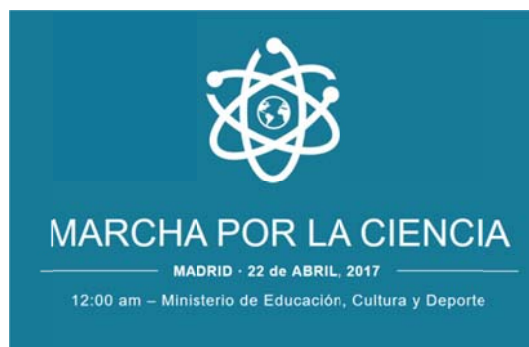 MARCHA POR LA CIENCIA
MADRID · 22 de ABRIL, 2017
12:00 am – Ministerio de Educación, Cultura y Deporte